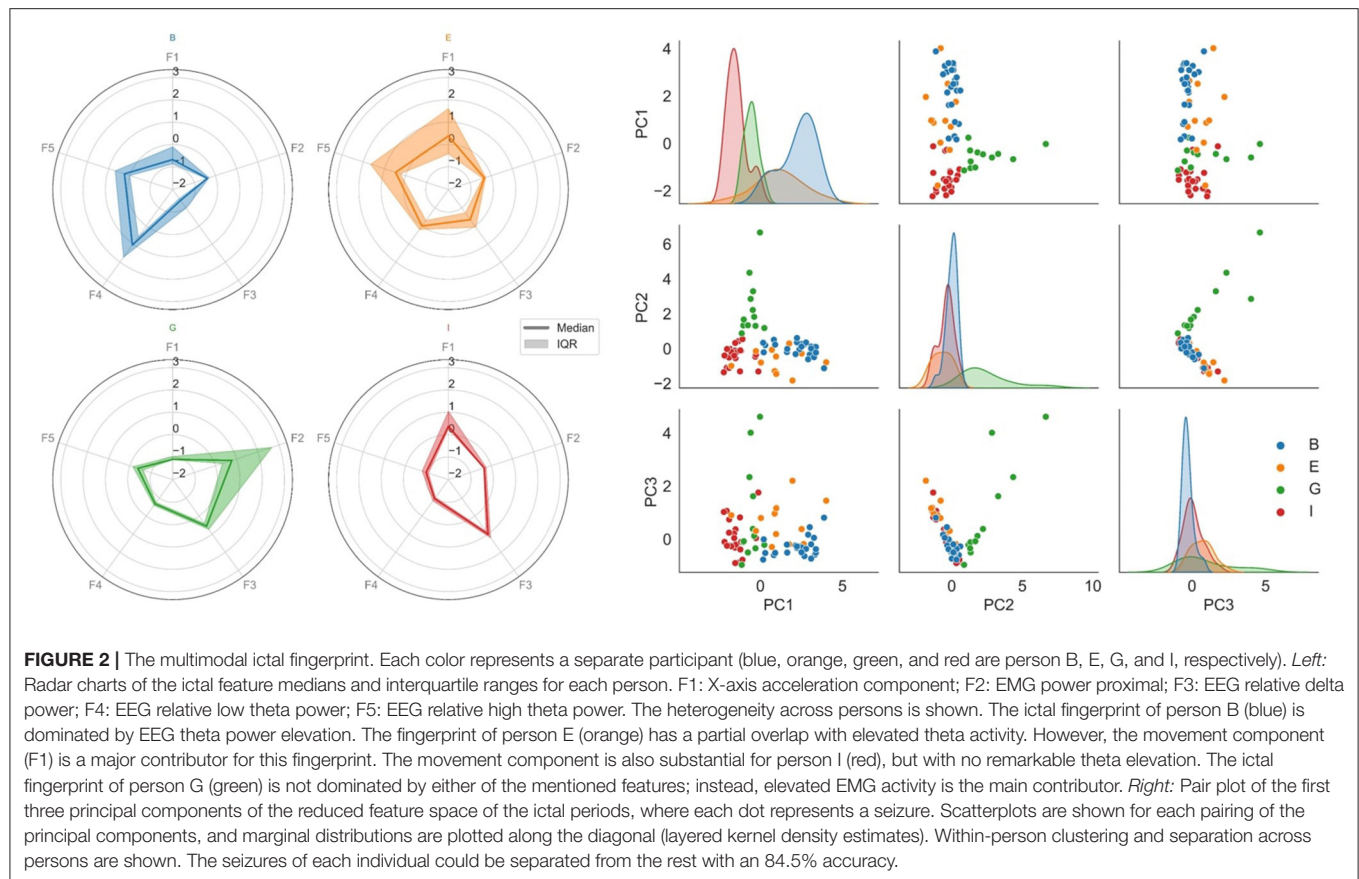 B
F1
3
2
1
0
-1
-2
F2
F3
F4
F5
E
F1
3
2
1
0
-1
-2
F2
F3
F4
F5
G
F1
3
2
1
0
-1
-2
F2
F3
F4
F5
I
F1
3
2
1
0
-1
-2
F2
F3
F4
F5
Median
IQR
PC1
4
2
0
−2
PC2
6
4
2
0
−2
PC3
4
2
0
0 5
PC1
0 5 10
PC2
0 5
PC3
B
E
G
I
FIGURE 2 | The multimodal ictal fingerprint. Each color represents a separate participant (blue, orange, green, and red are person B, E, G, and I, respectively). Left:
Radar charts of the ictal feature medians and interquartile ranges for each person. F1: X-axis acceleration component; F2: EMG power proximal; F3: EEG relative delta
power; F4: EEG relative low theta power; F5: EEG relative high theta power. The heterogeneity across persons is shown. The ictal fingerprint of person B (blue) is
dominated by EEG theta power elevation. The fingerprint of person E (orange) has a partial overlap with elevated theta activity. However, the movement component
(F1) is a major contributor for this fingerprint. The movement component is also substantial for person I (red), but with no remarkable theta elevation. The ictal
fingerprint of person G (green) is not dominated by either of the mentioned features; instead, elevated EMG activity is the main contributor. Right: Pair plot of the first
three principal components of the reduced feature space of the ictal periods, where each dot represents a seizure. Scatterplots are shown for each pairing of the
principal components, and marginal distributions are plotted along the diagonal (layered kernel density estimates). Within-person clustering and separation across
persons are shown. The seizures of each individual could be separated from the rest with an 84.5% accuracy.